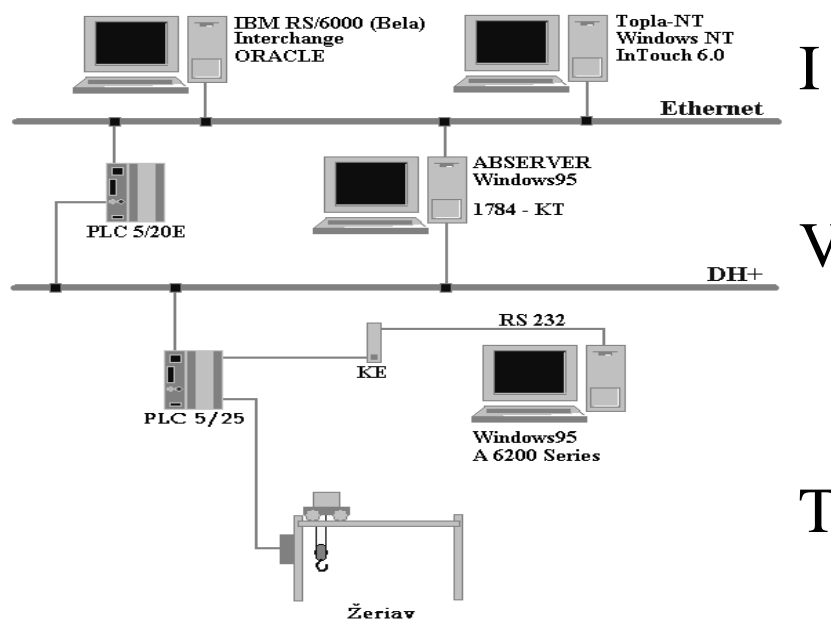 IBM RS/6000 (Bela)
Interchange
ORACLE
Topla-NT
Windows NT
InTouch 6.0
I
Ethernet
ABSERVER
Windows95
1784 - KT
PLC 5/20E
V
DH+
RS 232
KE
PLC 5/25
Windows95
A 6200 Series
T
Žeriav